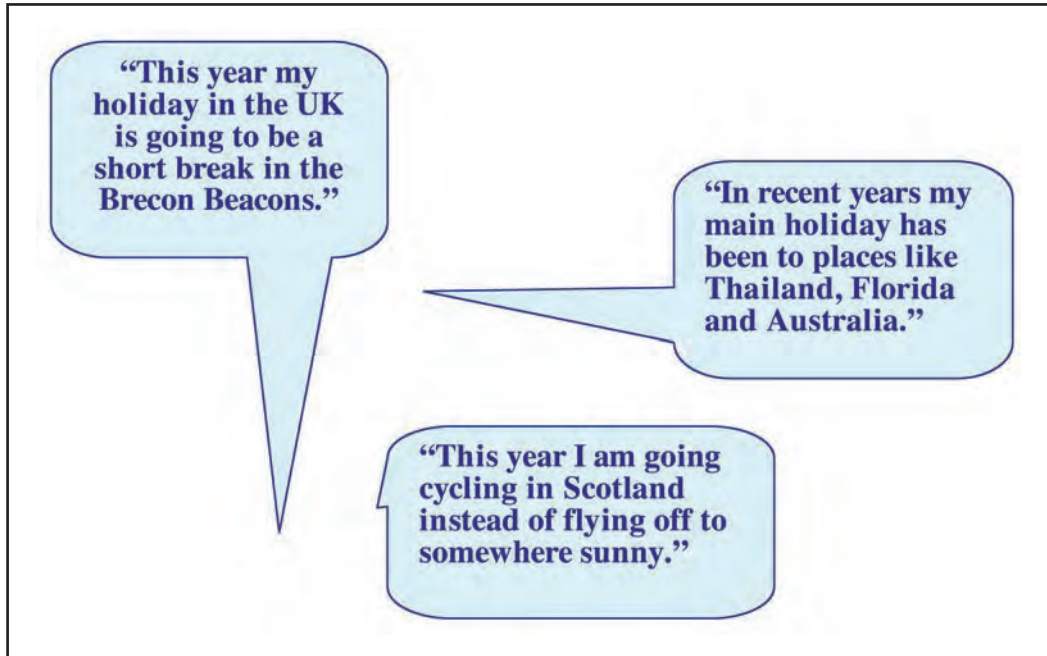 “This year my
holiday in the UK
is going to be a
short break in the
Brecon Beacons.”
“In recent years my
main holiday has
been to places like
Thailand, Florida
and Australia.”
“This year I am going
cycling in Scotland
instead of flying off to
somewhere sunny.”